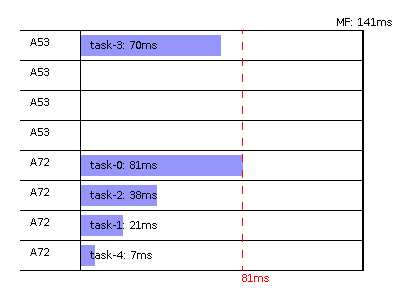 MF: 141ms
A53 task-3: 70ms
A53
A53
A53
A72 task-0: 81ms
A72 task-2: 38ms
A72 task-1: 21ms
A72 task-4: 7ms
81ms